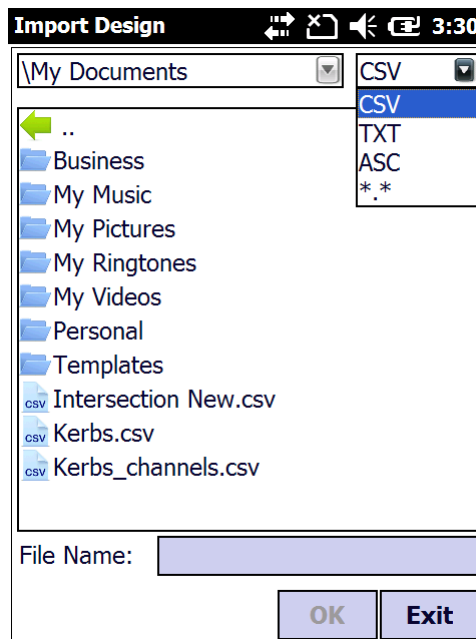 Import Design 3:30
\My Documents CSV
CSV
TXT
ASC
*.*
..
Business
My Music
My Pictures
My Ringtones
My Videos
Personal
Templates
csv Intersection New.csv
csv Kerbs.csv
csv Kerbs_channels.csv
File Name:
OK Exit